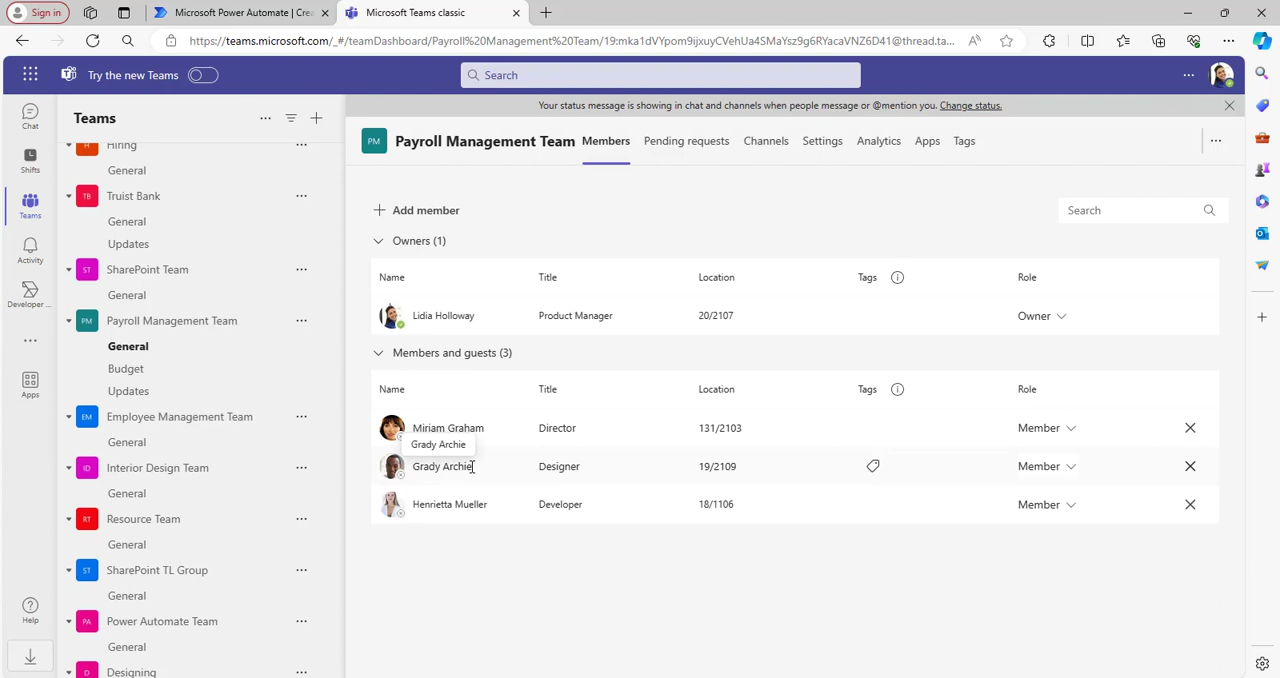 Sign in
Microsoft Power Automate | Crea
Microsoft Teams classic
https://teams.microsoft.com/_#/teamDashboard/Payroll%20Management%20Team/19:mka1dVYpom9ijxuyCVehUa4SMaYsz9g6RYacaVNZ6D41@thread.ta...
Try the new Teams
Search
Your status message is showing in chat and channels when people message or @mention you. Change status.
Chat
Shifts
Teams
Activity
Developer ...
Apps
Help
Teams
H Hiring
General
TB Truist Bank
General
Updates
ST SharePoint Team
General
PM Payroll Management Team
General
Budget
Updates
EM Employee Management Team
General
ID Interior Design Team
General
RT Resource Team
General
ST SharePoint TL Group
General
PA Power Automate Team
General
D Designing
PM Payroll Management Team Members Pending requests Channels Settings Analytics Apps Tags
Add member
Search
Owners (1)
Name Title Location Tags Role
Lidia Holloway Product Manager 20/2107 Owner
Members and guests (3)
Name Title Location Tags Role
Miriam Graham Director 131/2103 Member
Grady Archie
Grady Archie Designer 19/2109 Member
Henrietta Mueller Developer 18/1106 Member